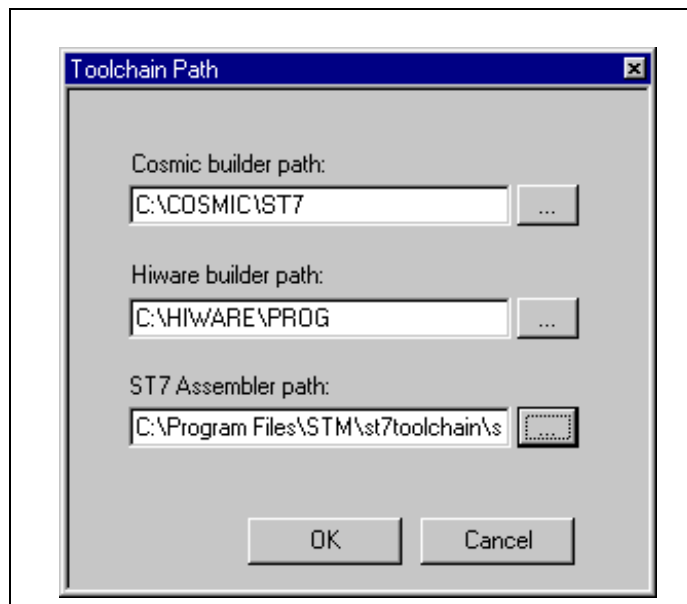 Toolchain Path
Cosmic builder path:
C:\COSMIC\ST7
...
Hiware builder path:
C:\HIWARE\PROG
...
ST7 Assembler path:
C:\Program Files\STM\st7toolchain\s
...
OK
Cancel